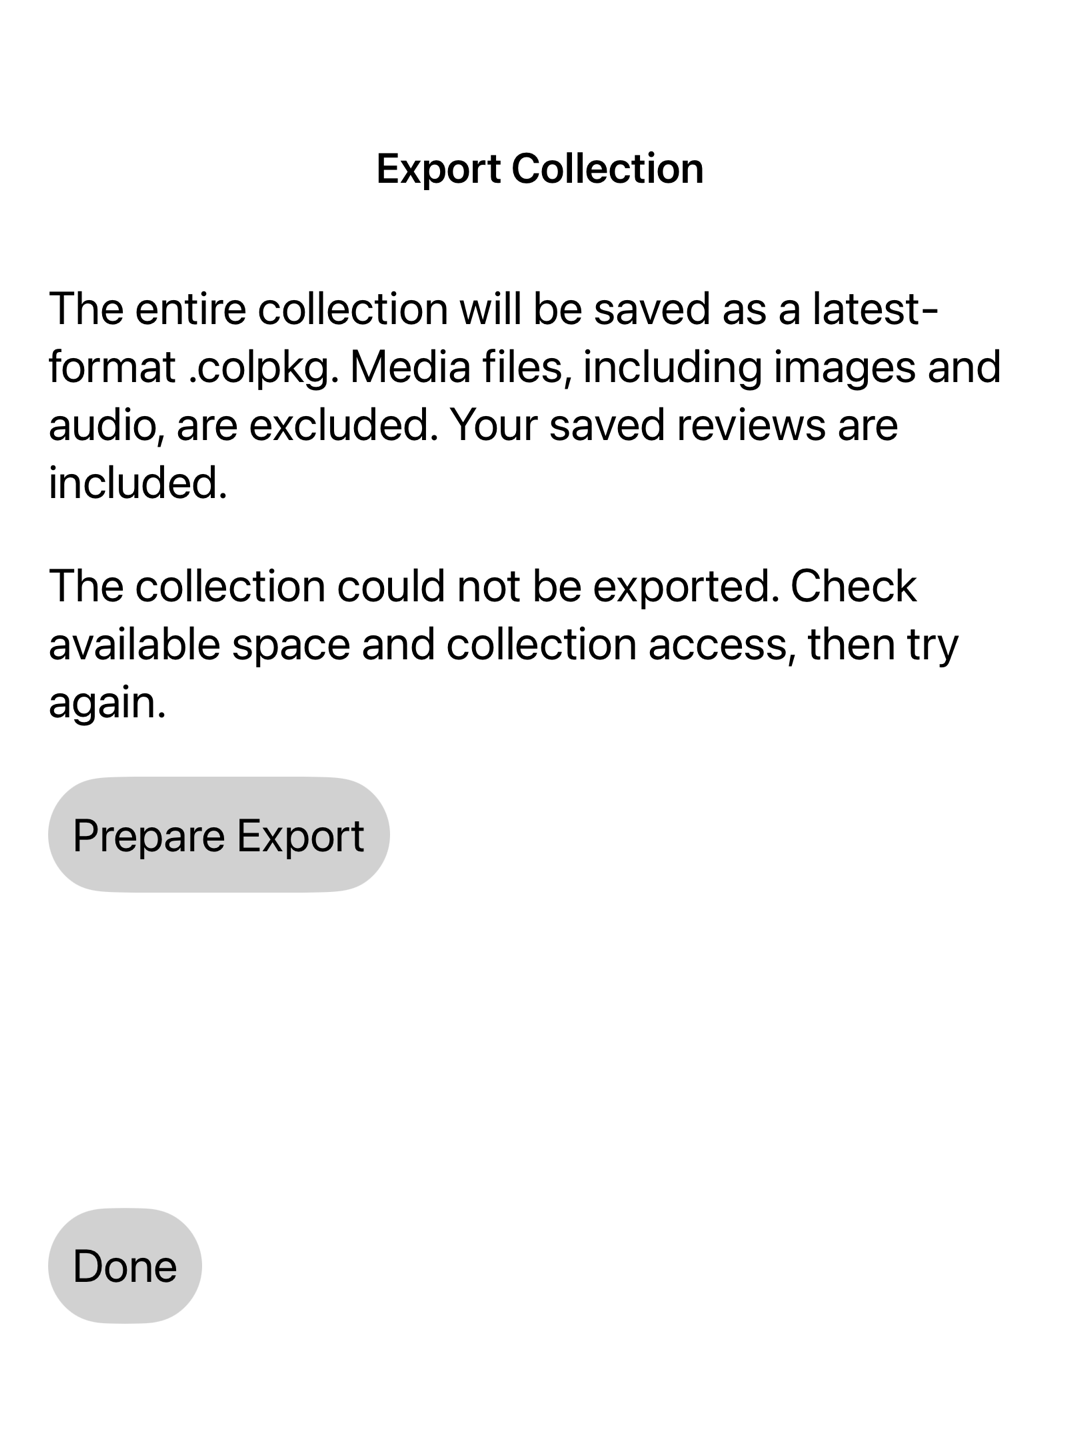 Export Collection
The entire collection will be saved as a latest-
format .colpkg. Media files, including images and
audio, are excluded. Your saved reviews are
included.
The collection could not be exported. Check
available space and collection access, then try
again.
Prepare Export
Done